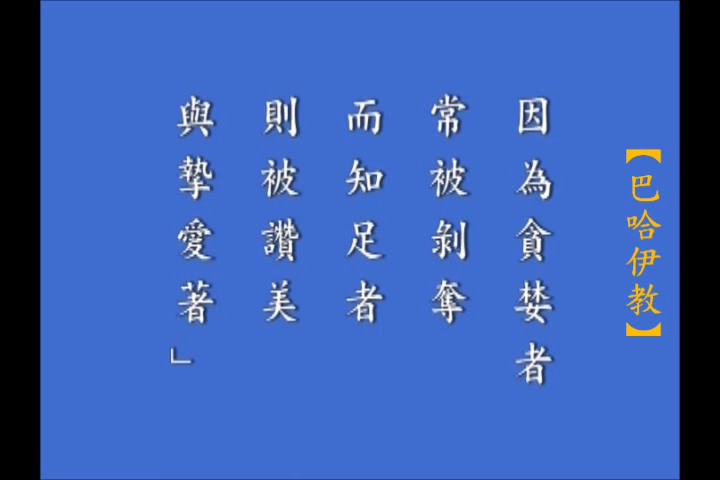 【巴哈伊教】
因為貪婪者
常被剝奪
而知足者
則被讚美
與摯愛著」